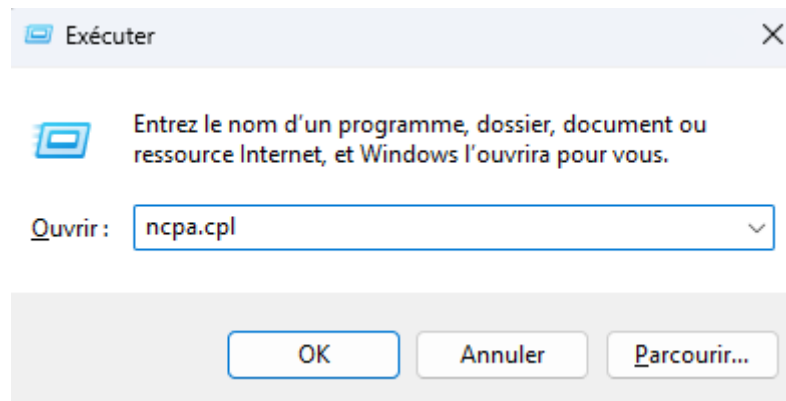 Exécuter
Entrez le nom d’un programme, dossier, document ou
ressource Internet, et Windows l’ouvrira pour vous.
Ouvrir : ncpa.cpl
OK Annuler Parcourir...